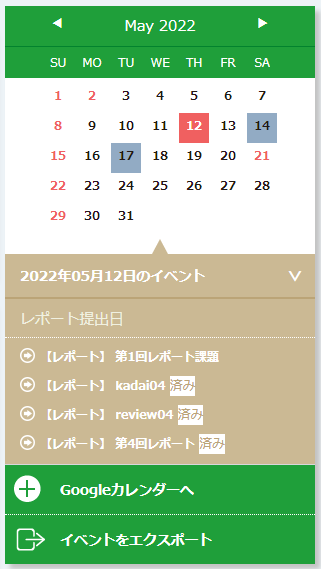 May 2022
SU MO TU WE TH FR SA
1 2 3 4 5 6 7
8 9 10 11 12 13 14
15 16 17 18 19 20 21
22 23 24 25 26 27 28
29 30 31
2022年05月12日のイベント
レポート提出日
【レポート】 第1回レポート課題
【レポート】 kadai04 済み
【レポート】 review04 済み
【レポート】 第4回レポート 済み
Googleカレンダーへ
イベントをエクスポート